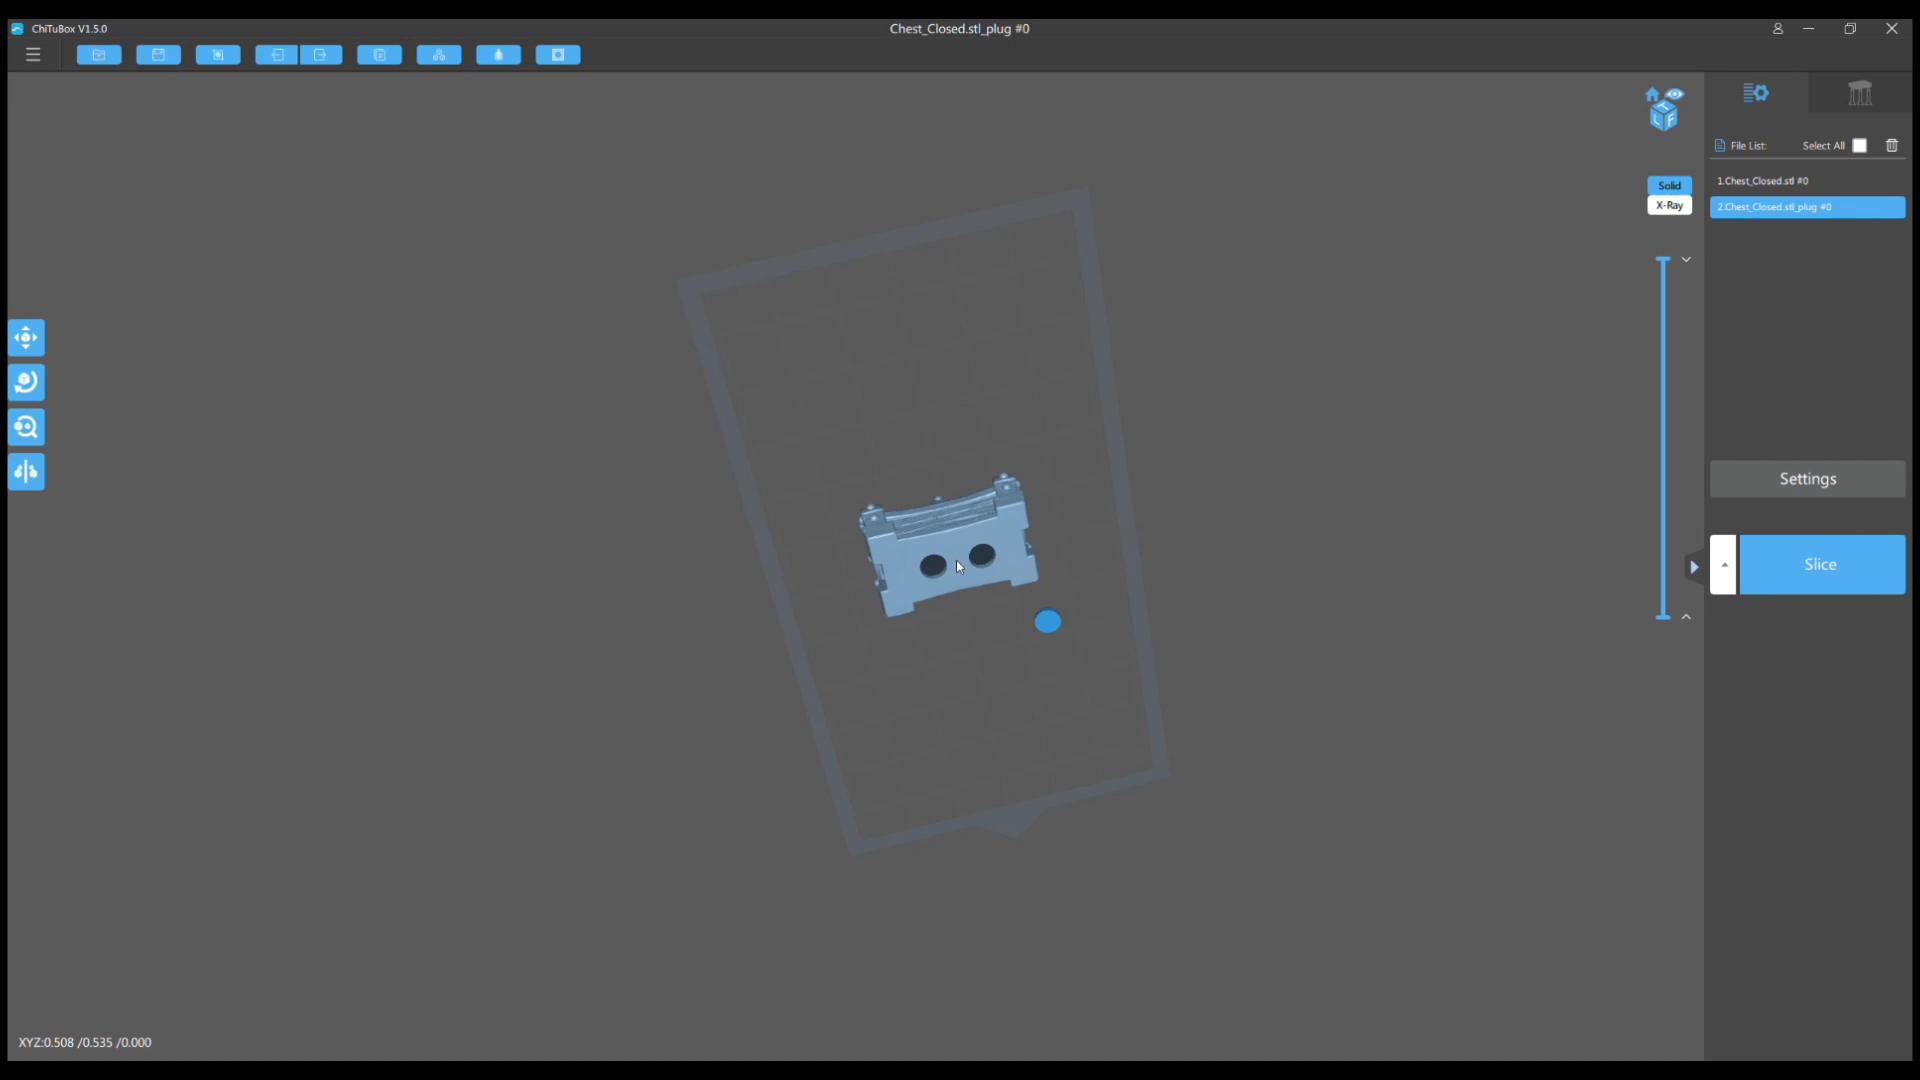 ChiTuBox V1.5.0
Chest_Closed.stl_plug #0
T
L F
File List:
Select All
1.Chest_Closed.stl #0
2.Chest_Closed.stl_plug #0
Solid
X-Ray
Settings
Slice
XYZ:0.508 /0.535 /0.000